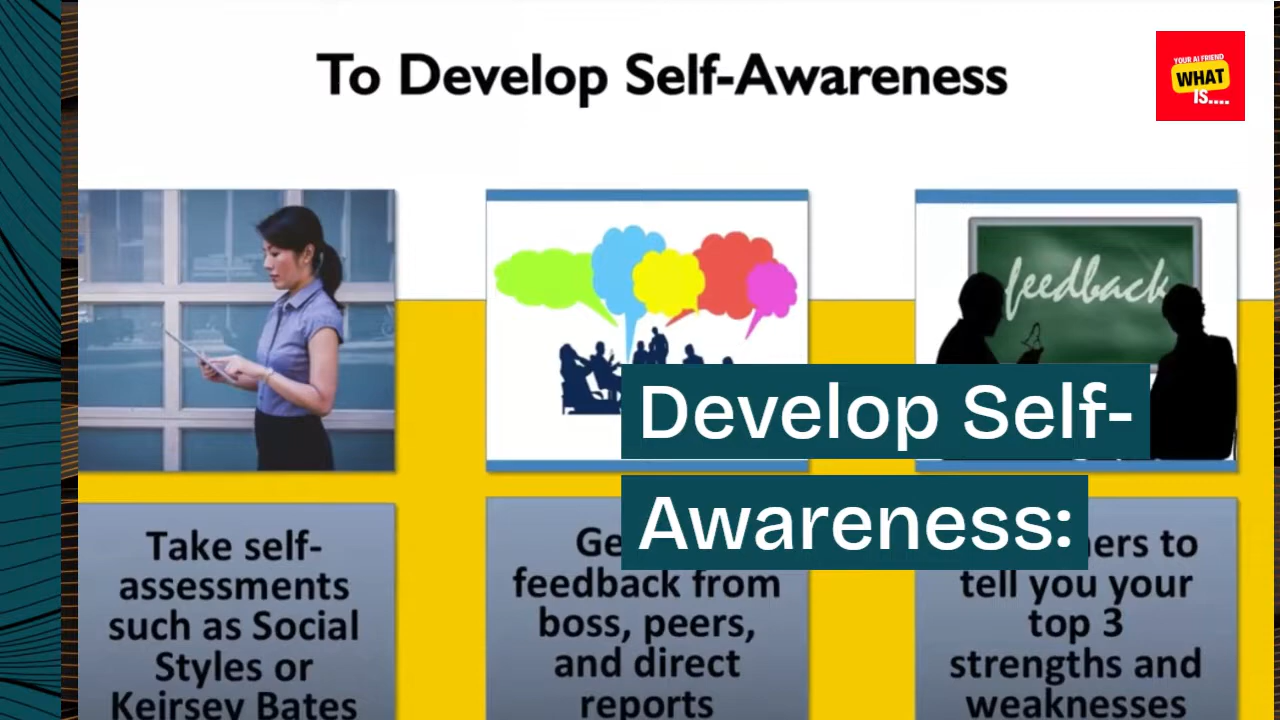 To Develop Self-Awareness
YOUR AI FRIEND
WHAT
IS....
feedback
Develop Self-
Awareness:
Take self-
assessments
such as Social
Styles or
Keirsey Bates
feedback from
boss, peers,
and direct
reports
to
tell you your
top 3
strengths and
weaknesses